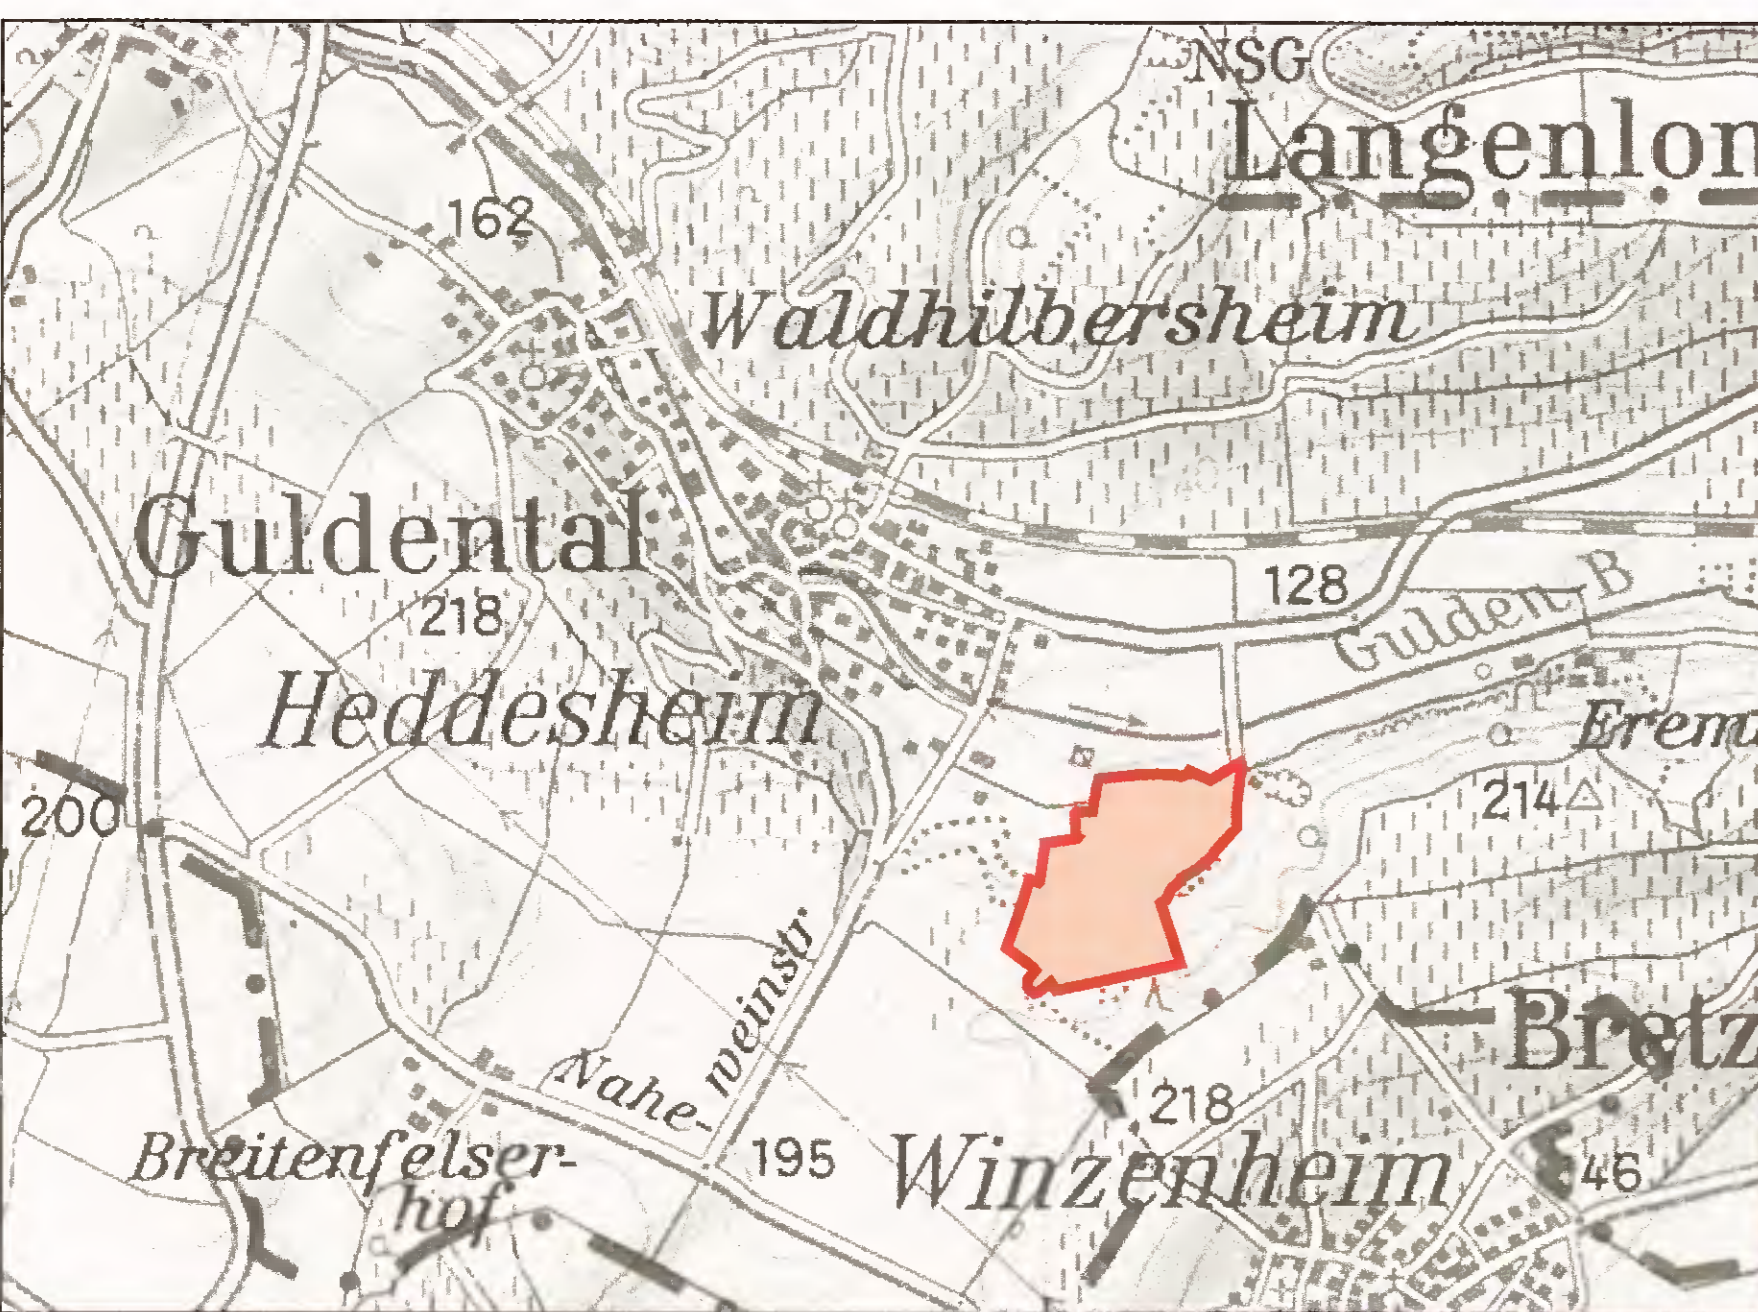 NSG
Langenlon
162
Waldhilbersheim
Guldental
128
Gulden B
218
Heddesheim
Erem
214
200
Nahe-
weinstr
Bretz
218
Breitenfelser-
hof
195
Winzenheim
46